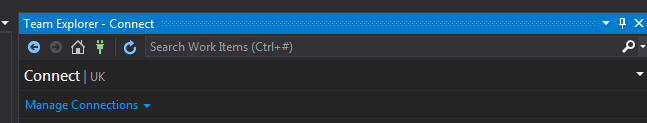 Team Explorer - Connect
Search Work Items (Ctrl+#)
Connect | UK
Manage Connections